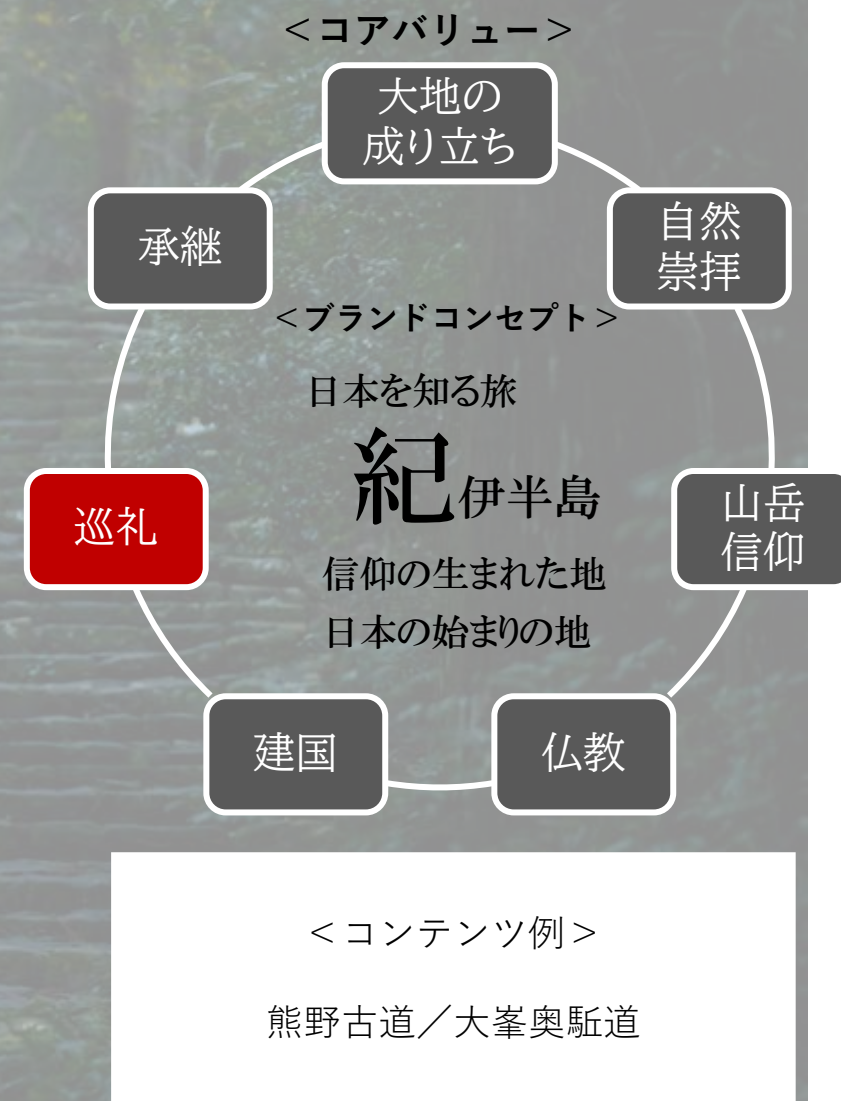 ＜コアバリュー＞
大地の
成り立ち
承継
自然
崇拝
＜ブランドコンセプト＞
日本を知る旅
紀伊半島
巡礼
山岳
信仰
信仰の生まれた地
日本の始まりの地
建国
仏教
＜コンテンツ例＞
熊野古道／大峯奥駈道